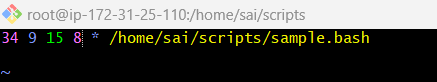 root@ip-172-31-25-110:/home/sai/scripts
34 9 15 8 * /home/sai/scripts/sample.bash
~